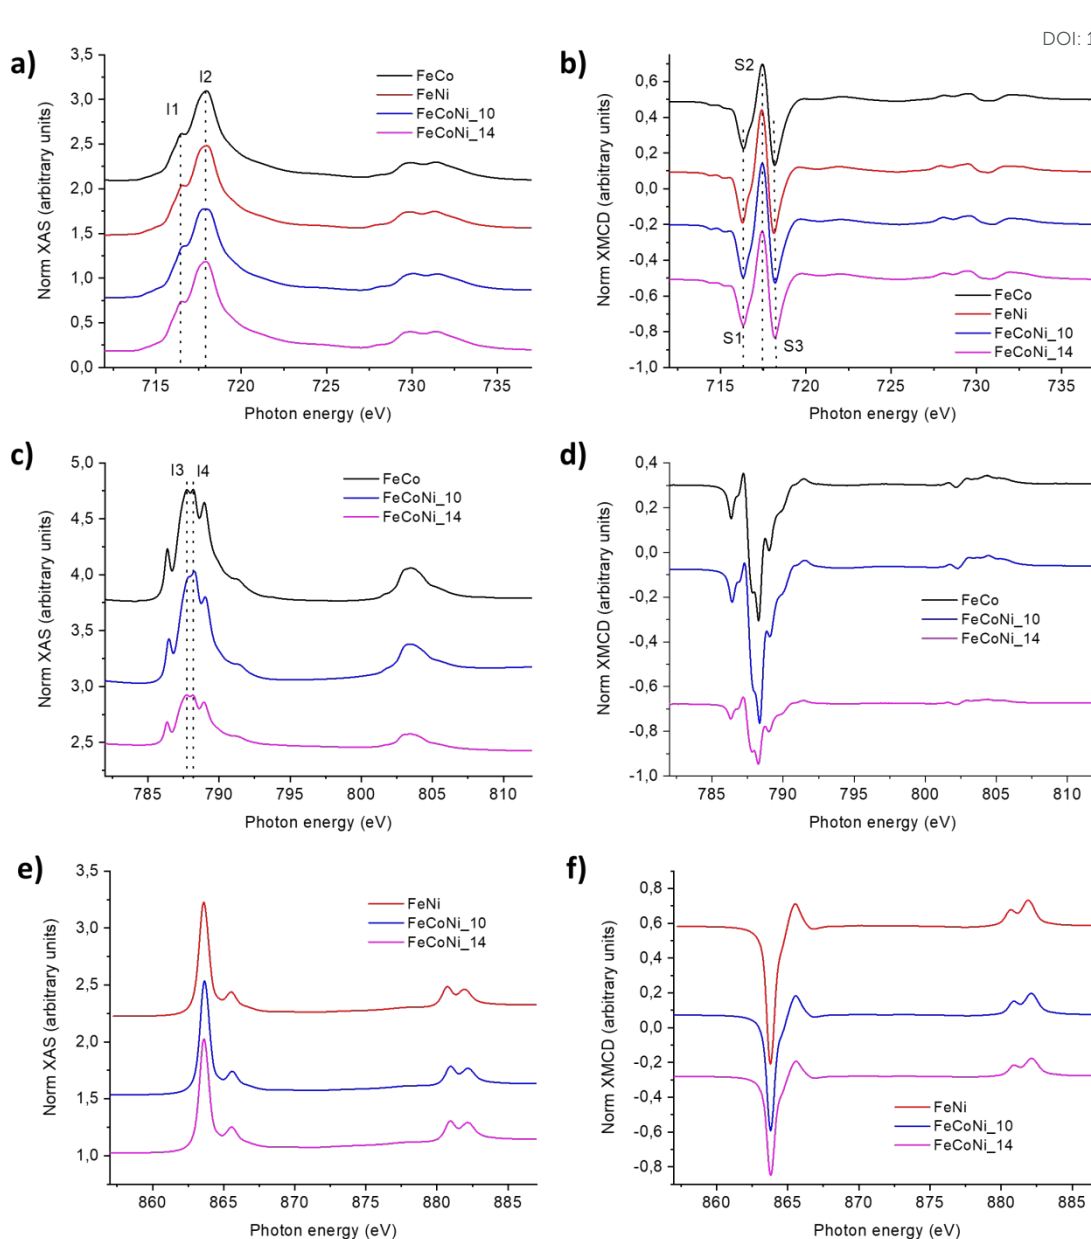 DOI: 1
a)
3,5
3,0
2,5
2,0
1,5
1,0
0,5
0,0
715 720 725 730 735
Photon energy (eV)
Norm XAS (arbitrary units)
I1
I2
FeCo
FeNi
FeCoNi_10
FeCoNi_14
b)
0,6
0,4
0,2
0,0
-0,2
-0,4
-0,6
-0,8
-1,0
715 720 725 730 735
Photon energy (eV)
Norm XMCD (arbitrary units)
S2
S1
S3
FeCo
FeNi
FeCoNi_10
FeCoNi_14
c)
5,0
4,5
4,0
3,5
3,0
2,5
785 790 795 800 805 810
Photon energy (eV)
Norm XAS (arbitrary units)
I3 I4
FeCo
FeCoNi_10
FeCoNi_14
d)
0,4
0,2
0,0
-0,2
-0,4
-0,6
-0,8
-1,0
785 790 795 800 805 810
Photon energy (eV)
Norm XMCD (arbitrary units)
FeCo
FeCoNi_10
FeCoNi_14
e)
3,5
3,0
2,5
2,0
1,5
1,0
860 865 870 875 880 885
Photon energy (eV)
Norm XAS (arbitrary units)
FeNi
FeCoNi_10
FeCoNi_14
f)
0,8
0,6
0,4
0,2
0,0
-0,2
-0,4
-0,6
-0,8
860 865 870 875 880 885
Photon energy (eV)
Norm XMCD (arbitrary units)
FeNi
FeCoNi_10
FeCoNi_14